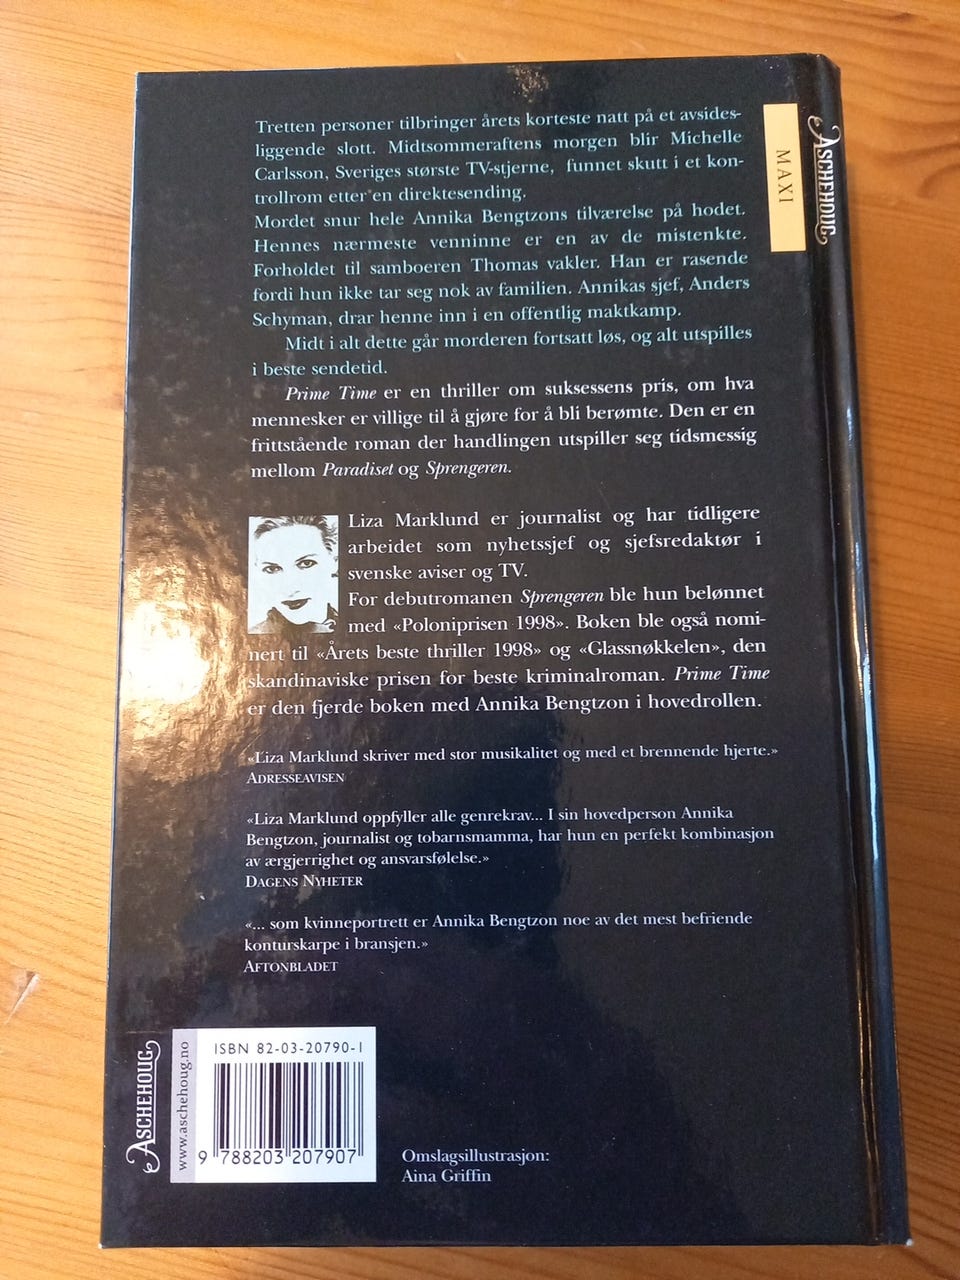 Tretten personer tilbringer årets korteste natt på et avsides-
liggende slott. Midtsommeraftens morgen blir Michelle
Carlsson, Sveriges største TV-stjerne, funnet skutt i et kon-
trollrom etter en direktesending.
Mordet snur hele Annika Bengtzons tilværelse på hodet.
Hennes nærmeste venninne er en av de mistenkte.
Forholdet til samboeren Thomas vakler. Han er rasende
fordi hun ikke tar seg nok av familien. Annikas sjef, Anders
Schyman, drar henne inn i en offentlig maktkamp.
Midt i alt dette går morderen fortsatt løs, og alt utspilles
i beste sendetid.
Prime Time er en thriller om suksessens pris, om hva
mennesker er villige til å gjøre for å bli berømte. Den er en
frittstående roman der handlingen utspiller seg tidsmessig
mellom Paradiset og Sprengeren.
Liza Marklund er journalist og har tidligere
arbeidet som nyhetssjef og sjefsredaktør i
svenske aviser og TV.
For debutromanen Sprengeren ble hun belønnet
med «Poloniprisen 1998». Boken ble også nomi-
nert til «Årets beste thriller 1998» og «Glassnøkkelen», den
skandinaviske prisen for beste kriminalroman. Prime Time
er den fjerde boken med Annika Bengtzon i hovedrollen.
«Liza Marklund skriver med stor musikalitet og med et brennende hjerte.»
ADRESSEAVISEN
«Liza Marklund oppfyller alle genrekrav... I sin hovedperson Annika
Bengtzon, journalist og tobarnsmamma, har hun en perfekt kombinasjon
av ærgjerrighet og ansvarsfølelse.»
DAGENS NYHETER
«... som kvinneportrett er Annika Bengtzon noe av det mest befriende
konturskarpe i bransjen.»
AFTONBLADET
ASCHEHOUG
www.aschehoug.no
ISBN 82-03-20790-1
9 788203 207907
Omslagsillustrasjon:
Aina Griffin
MAXI
ASCHEHOUG